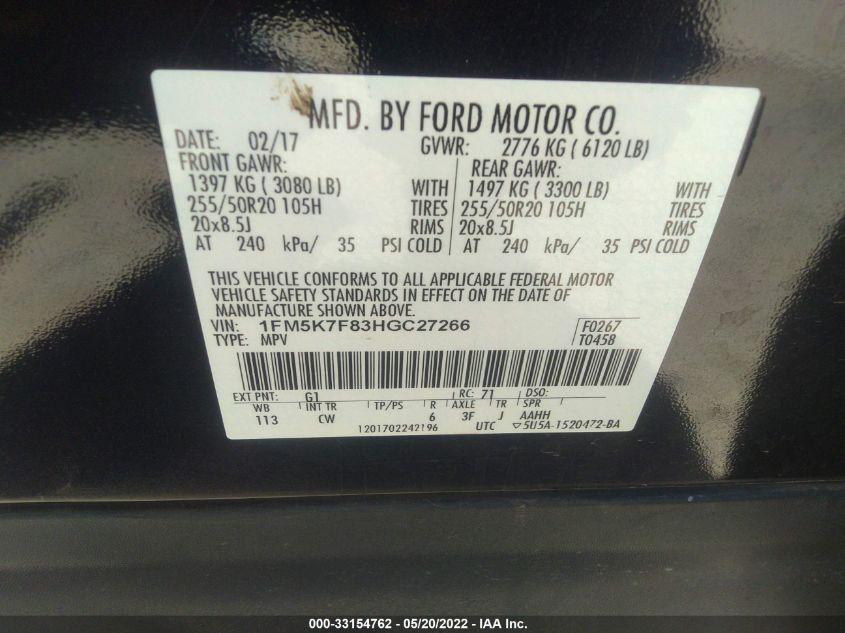 MFD. BY FORD MOTOR CO.
DATE: 02/17 GVWR: 2776 KG ( 6120 LB)
FRONT GAWR: REAR GAWR:
1397 KG ( 3080 LB) WITH 1497 KG ( 3300 LB) WITH
255/50R20 105H TIRES 255/50R20 105H TIRES
20x8.5J RIMS 20x8.5J RIMS
AT 240 kPa/ 35 PSI COLD AT 240 kPa/ 35 PSI COLD
THIS VEHICLE CONFORMS TO ALL APPLICABLE FEDERAL MOTOR
VEHICLE SAFETY STANDARDS IN EFFECT ON THE DATE OF
MANUFACTURE SHOWN ABOVE.
VIN: 1FM5K7F83HGC27266 F0267
TYPE: MPV T0458
EXT PNT: G1 RC: 71 DSO:
WB INT TR TP/PS R AXLE TR SPR
113 CW 6 3F J AAHH
1201702242196 UTC ▽5U5A-1520472-BA
000-33154762 - 05/20/2022 - IAA Inc.